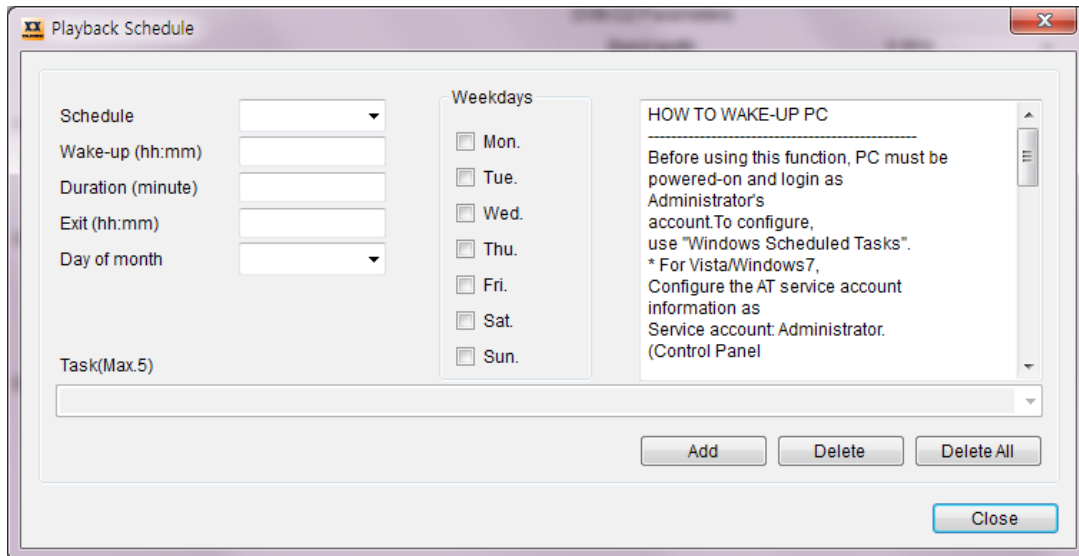 Playback Schedule
Schedule
Wake-up (hh:mm)
Duration (minute)
Exit (hh:mm)
Day of month
Task(Max.5)
Weekdays
Mon.
Tue.
Wed.
Thu.
Fri.
Sat.
Sun.
HOW TO WAKE-UP PC
------------------------------------------------
Before using this function, PC must be
powered-on and login as
Administrator's
account.To configure,
use "Windows Scheduled Tasks".
* For Vista/Windows7,
Configure the AT service account
information as
Service account: Administrator.
(Control Panel
Add
Delete
Delete All
Close